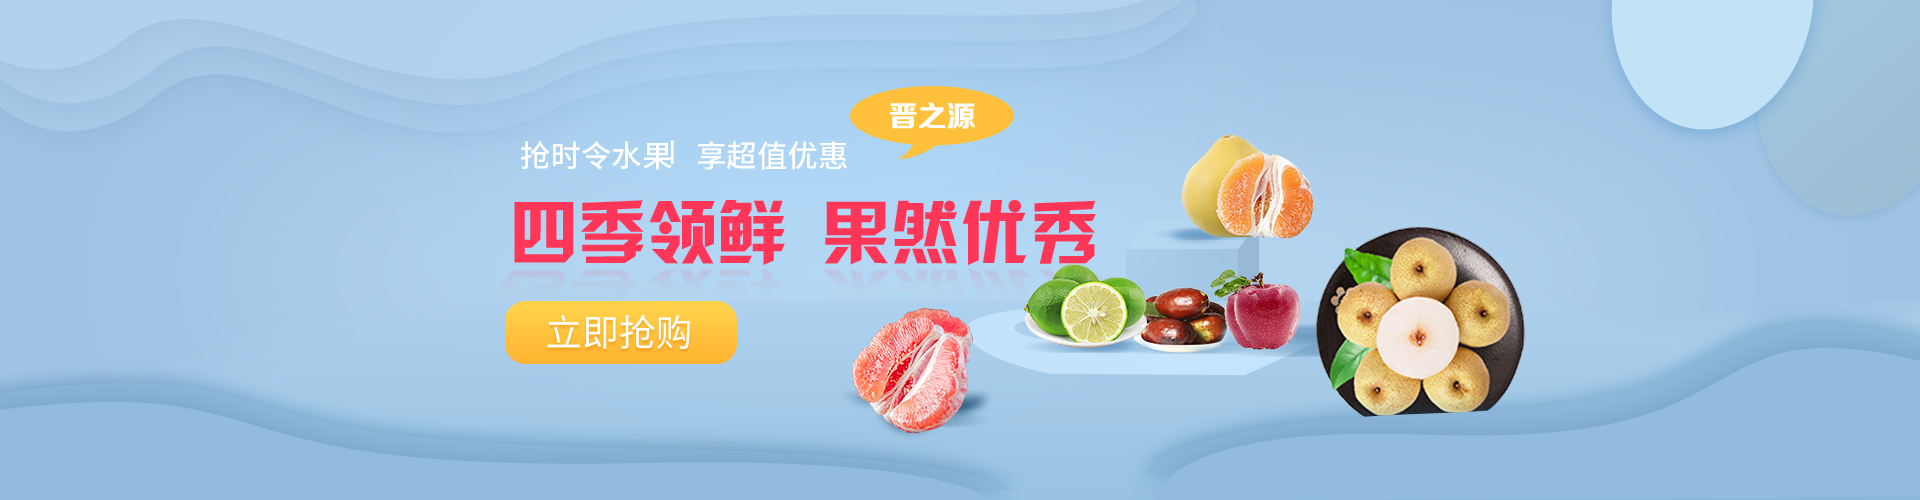 晋之源
抢时令水果 享超值优惠
四季领鲜 果然优秀
立即抢购